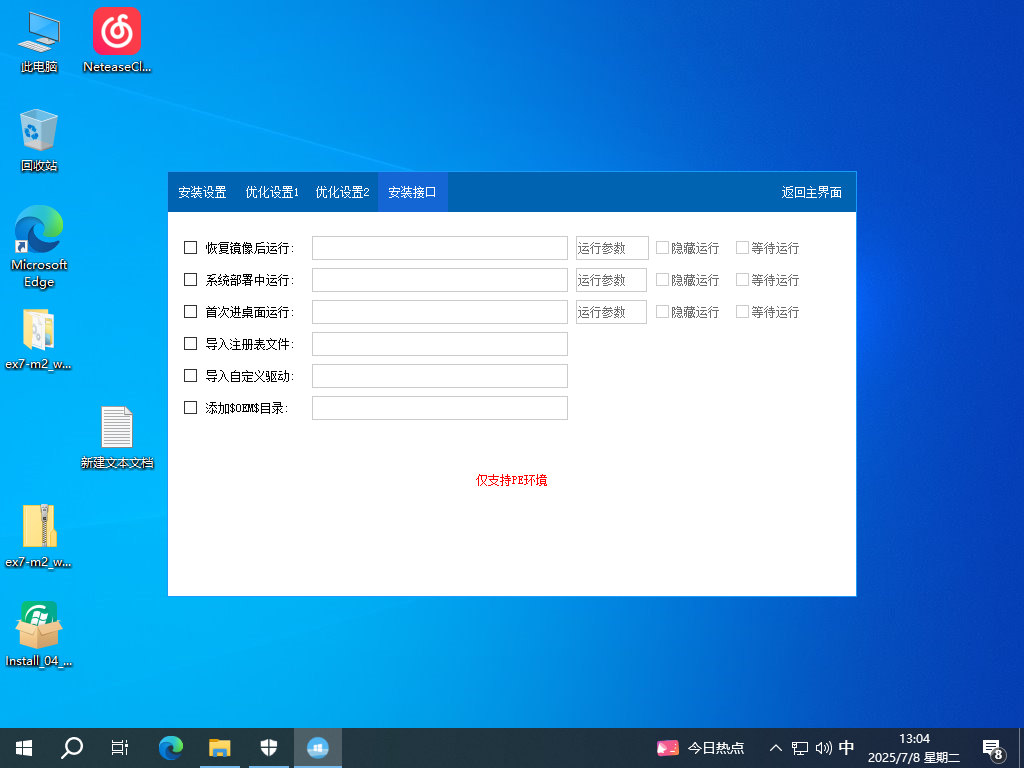 此电脑
NeteaseCl...
回收站
Microsoft
Edge
ex7-m2_w...
新建文本文档
ex7-m2_w...
Install_04_...
安装设置 优化设置1 优化设置2 安装接口 返回主界面
恢复镜像后运行: 运行参数 隐藏运行 等待运行
系统部署中运行: 运行参数 隐藏运行 等待运行
首次进桌面运行: 运行参数 隐藏运行 等待运行
导入注册表文件:
导入自定义驱动:
添加$OEM$目录:
仅支持PE环境
今日热点 中 13:04
2025/7/8 星期二
8